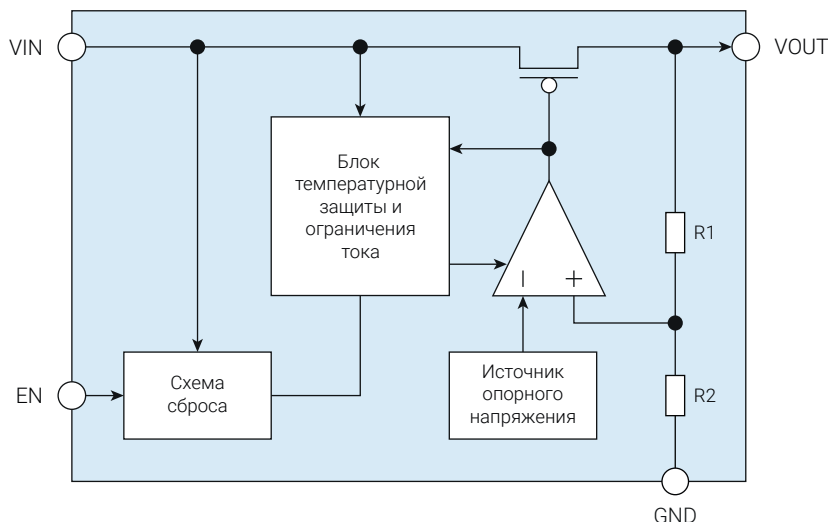 VIN
VOUT
Блок
температурной
защиты и
ограничения
тока
R1
− +
EN
Схема
сброса
Источник
опорного
напряжения
R2
GND